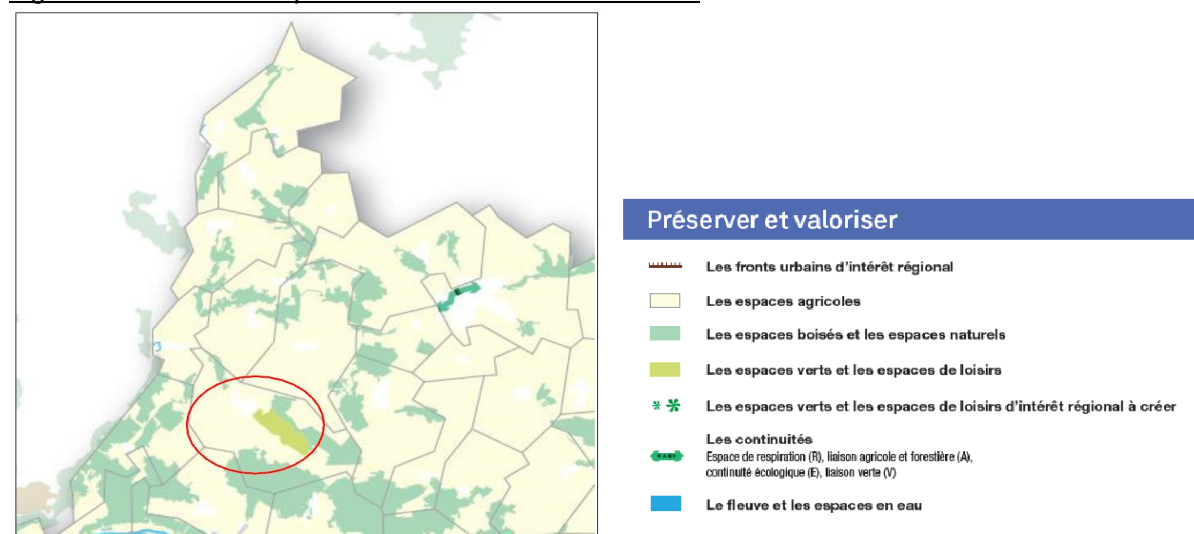 Préserver et valoriser
Les fronts urbains d'intérêt régional
Les espaces agricoles
Les espaces boisés et les espaces naturels
Les espaces verts et les espaces de loisirs
Les espaces verts et les espaces de loisirs d'intérêt régional à créer
Les continuités
Espace de respiration (R), liaison agricole et forestière (A),
continuité écologique (E), liaison verte (V)
Le fleuve et les espaces en eau